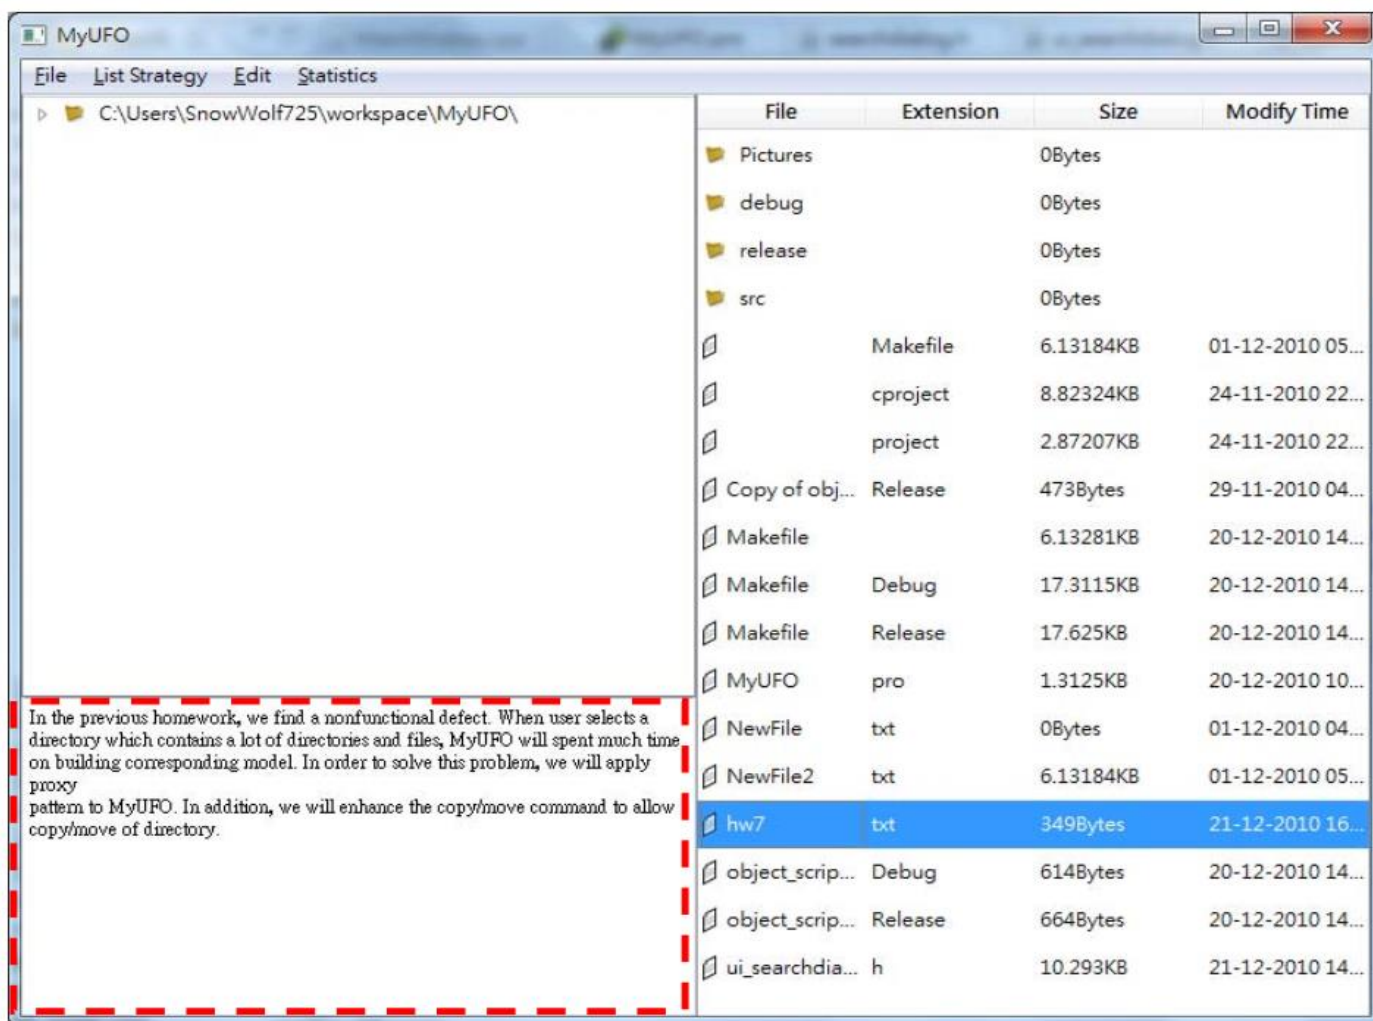 MyUFO
File List Strategy Edit Statistics
C:\Users\SnowWolf725\workspace\MyUFO\
In the previous homework, we find a nonfunctional defect. When user selects a
directory which contains a lot of directories and files, MyUFO will spent much time
on building corresponding model. In order to solve this problem, we will apply
proxy
pattern to MyUFO. In addition, we will enhance the copy/move command to allow
copy/move of directory.
File Extension Size Modify Time
Pictures 0Bytes
debug 0Bytes
release 0Bytes
src 0Bytes
Makefile 6.13184KB 01-12-2010 05...
cproject 8.82324KB 24-11-2010 22...
project 2.87207KB 24-11-2010 22...
Copy of obj... Release 473Bytes 29-11-2010 04...
Makefile 6.13281KB 20-12-2010 14...
Makefile Debug 17.3115KB 20-12-2010 14...
Makefile Release 17.625KB 20-12-2010 14...
MyUFO pro 1.3125KB 20-12-2010 10...
NewFile txt 0Bytes 01-12-2010 04...
NewFile2 txt 6.13184KB 01-12-2010 05...
hw7 txt 349Bytes 21-12-2010 16...
object_scrip... Debug 614Bytes 20-12-2010 14...
object_scrip... Release 664Bytes 20-12-2010 14...
ui_searchdia... h 10.293KB 21-12-2010 14...